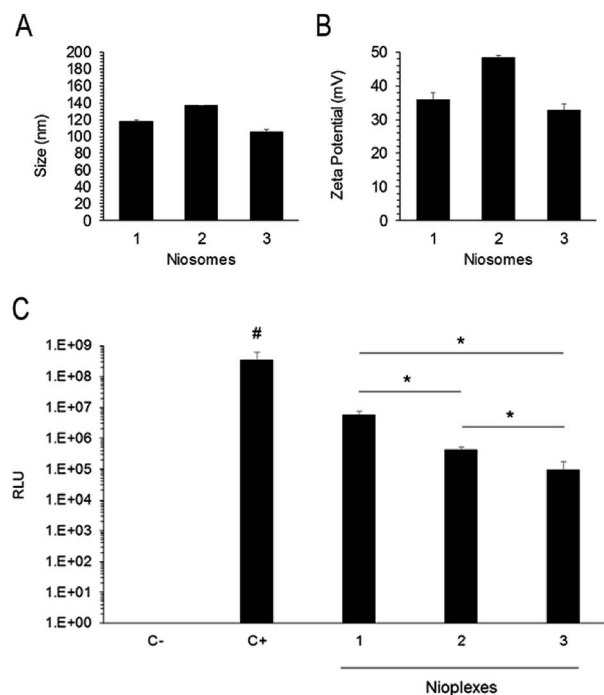 A
200
180
160
140
120
100
80
60
40
20
0
Size (nm)
1 2 3
Niosomes
B
50
40
30
20
10
0
Zeta Potential (mV)
1 2 3
Niosomes
C
1.E+09
1.E+08
1.E+07
1.E+06
1.E+05
1.E+04
1.E+03
1.E+02
1.E+01
1.E+00
RLU
#
*
*
*
C- C+ 1 2 3
Nioplexes